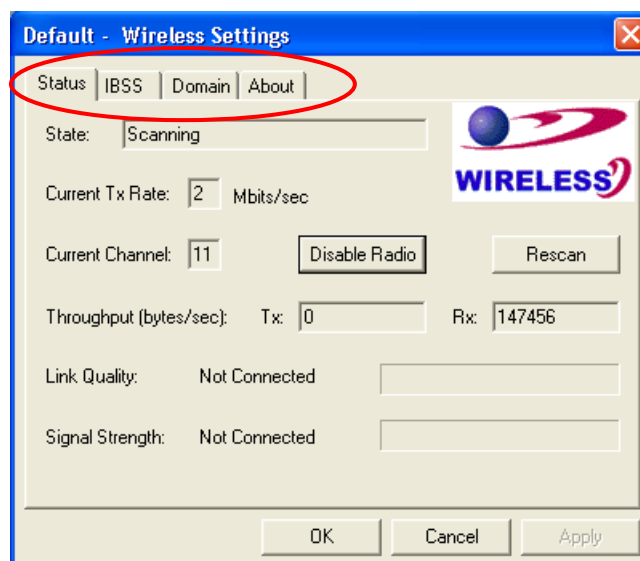 Default - Wireless Settings
Status IBSS Domain About
State: Scanning
WIRELESS
Current Tx Rate: 2 Mbits/sec
Current Channel: 11 Disable Radio Rescan
Throughput (bytes/sec): Tx: 0 Rx: 147456
Link Quality: Not Connected
Signal Strength: Not Connected
OK Cancel Apply